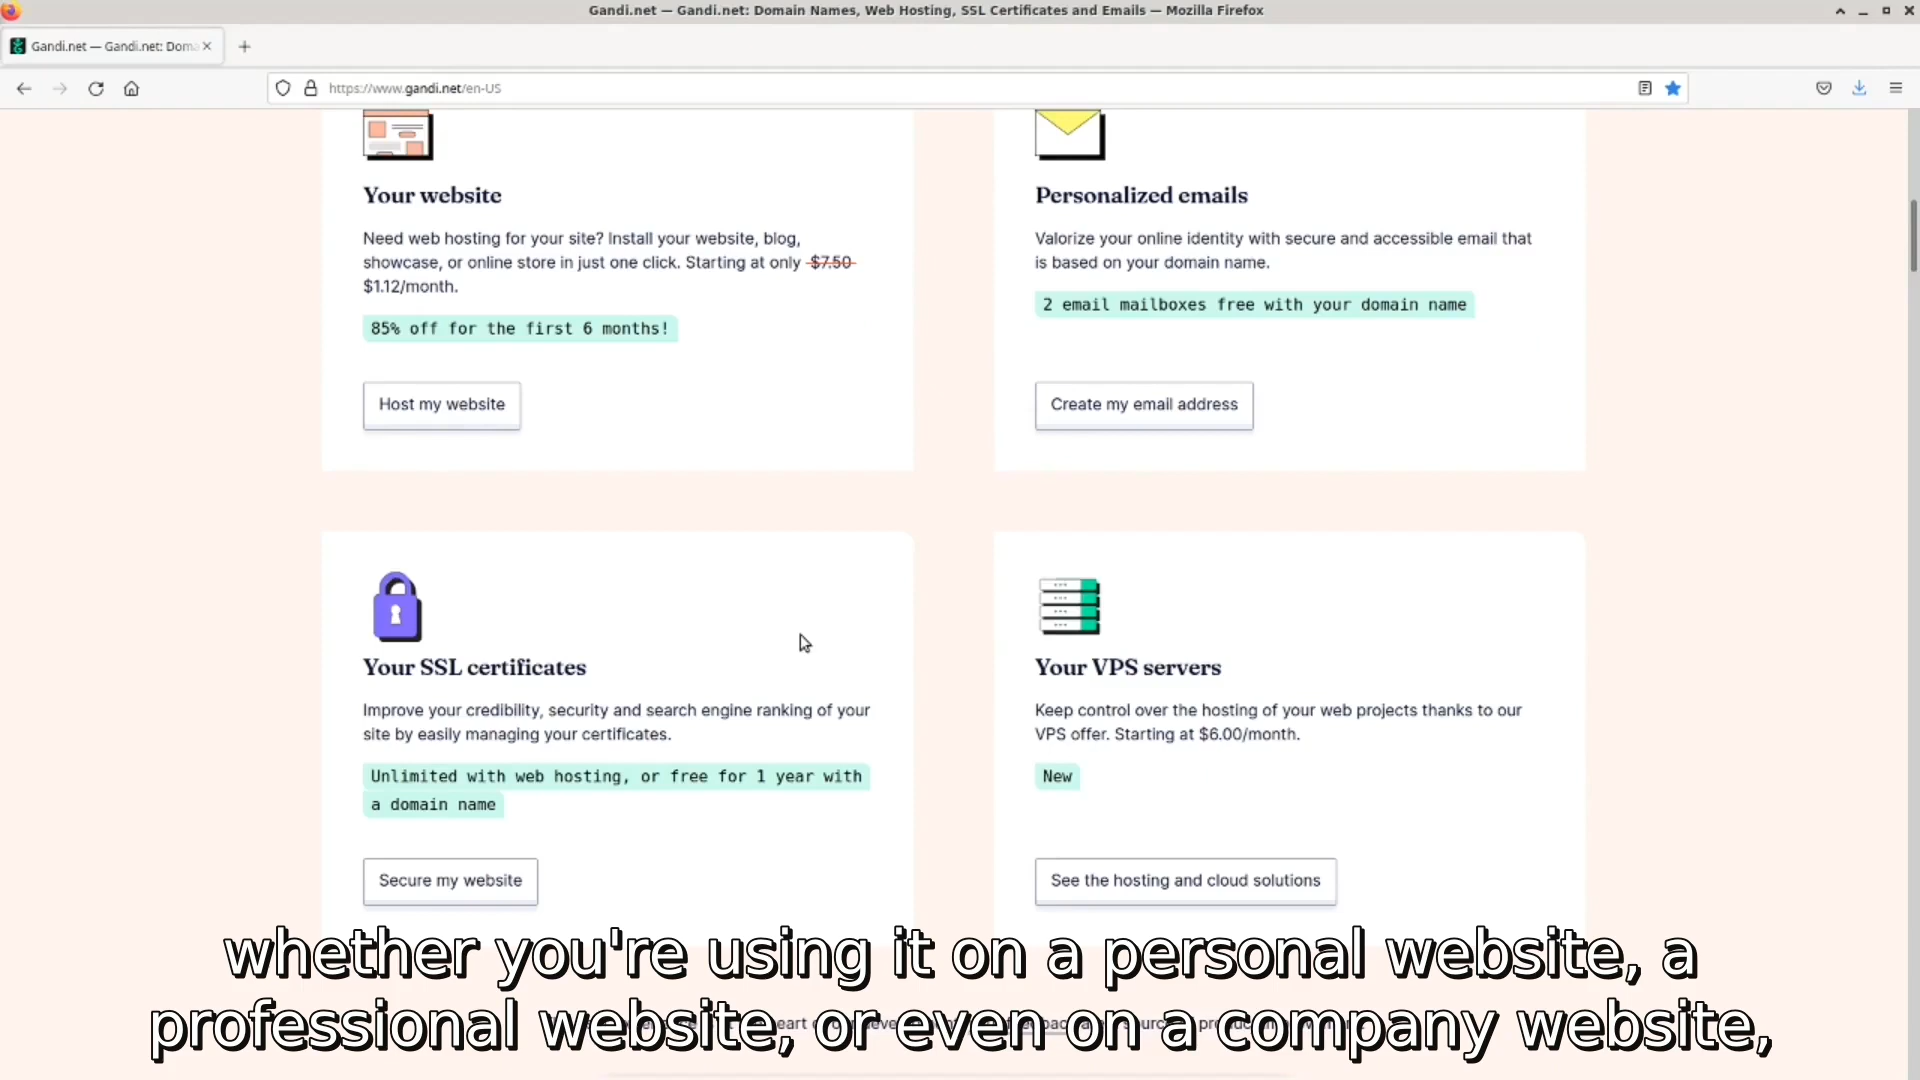 Gandi.net — Gandi.net: Domain Names, Web Hosting, SSL Certificates and Emails — Mozilla Firefox
Gandi.net — Gandi.net: Doma
https://www.gandi.net/en-US
Your website
Need web hosting for your site? Install your website, blog,
showcase, or online store in just one click. Starting at only $7.50
$1.12/month.
85% off for the first 6 months!
Host my website
Personalized emails
Valorize your online identity with secure and accessible email that
is based on your domain name.
2 email mailboxes free with your domain name
Create my email address
Your SSL certificates
Improve your credibility, security and search engine ranking of your
site by easily managing your certificates.
Unlimited with web hosting, or free for 1 year with
a domain name
Secure my website
Your VPS servers
Keep control over the hosting of your web projects thanks to our
VPS offer. Starting at $6.00/month.
New
See the hosting and cloud solutions
whether you're using it on a personal website, a
professional website, or even on a company website,